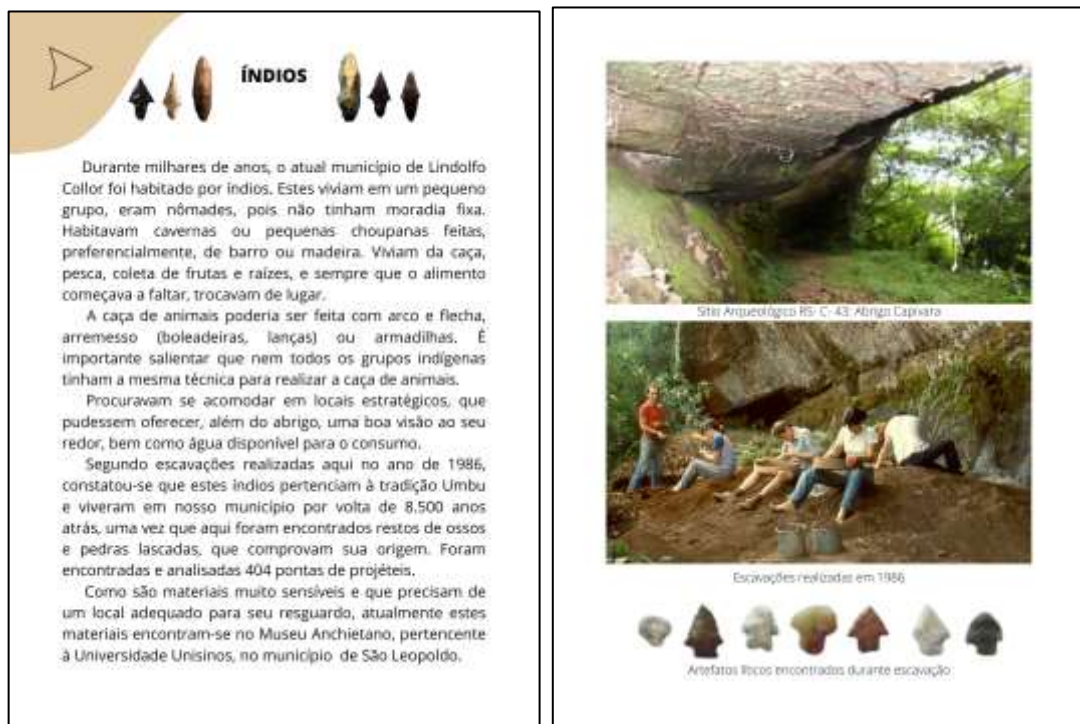 ÍNDIOS
Durante milhares de anos, o atual município de Lindolfo
Collor foi habitado por índios. Estes viviam em um pequeno
grupo, eram nômades, pois não tinham moradia fixa.
Habitavam cavernas ou pequenas choupanas feitas,
preferencialmente, de barro ou madeira. Viviam da caça,
pesca, coleta de frutas e raízes, e sempre que o alimento
começava a faltar, trocavam de lugar.
A caça de animais poderia ser feita com arco e flecha,
arremesso (boleadeiras, lanças) ou armadilhas. É
importante salientar que nem todos os grupos indígenas
tinham a mesma técnica para realizar a caça de animais.
Procuravam se acomodar em locais estratégicos, que
pudessem oferecer, além do abrigo, uma boa visão ao seu
redor, bem como água disponível para o consumo.
Segundo escavações realizadas aqui no ano de 1986,
constatou-se que estes índios pertenciam à tradição Umbu
e viveram em nosso município por volta de 8.500 anos
atrás, uma vez que aqui foram encontrados restos de ossos
e pedras lascadas, que comprovam sua origem. Foram
encontradas e analisadas 404 pontas de projéteis.
Como são materiais muito sensíveis e que precisam de
um local adequado para seu resguardo, atualmente estes
materiais encontram-se no Museu Anchietano, pertencente
à Universidade Unisinos, no município de São Leopoldo.
Sítio Arqueológico RS- C- 43: Abrigo Capivara
Escavações realizadas em 1986
Artefatos líticos encontrados durante escavação